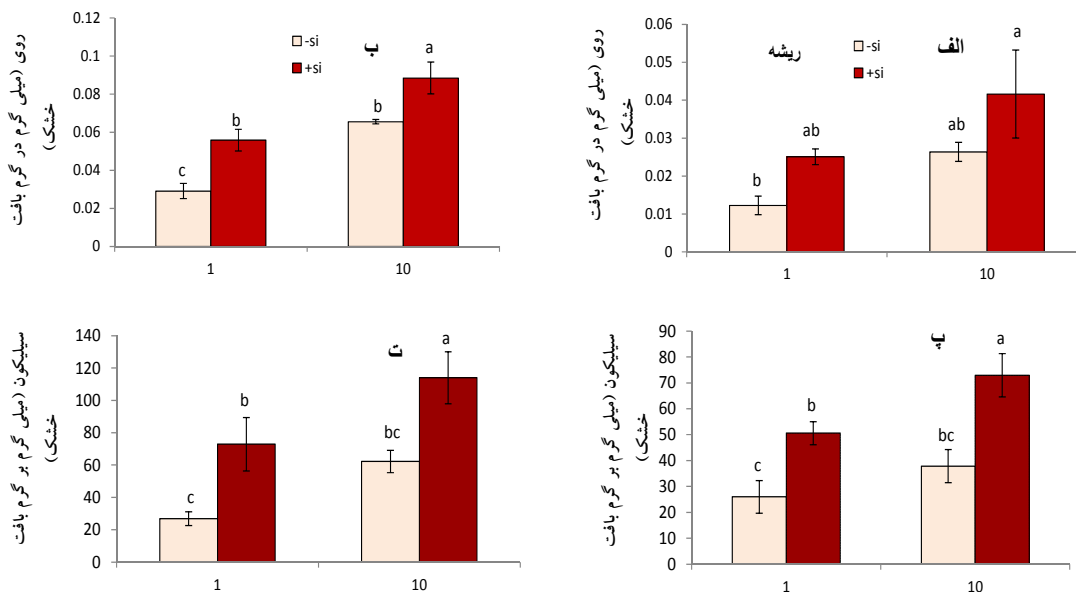 0.12
0.1
0.08
0.06
0.04
0.02
0
روی (میلی گرم در گرم بافت
خشک)
-si
+si
ب
c
b
b
a
1
10
0.06
0.05
0.04
0.03
0.02
0.01
0
روی (میلی گرم در گرم بافت
خشک)
-si
+si
ریشه
الف
b
ab
ab
a
1
10
140
120
100
80
60
40
20
0
سیلیکون (میلی گرم بر گرم بافت
خشک)
ت
c
b
bc
a
1
10
90
80
70
60
50
40
30
20
10
0
سیلیکون (میلی گرم بر گرم بافت
خشک)
پ
c
b
bc
a
1
10